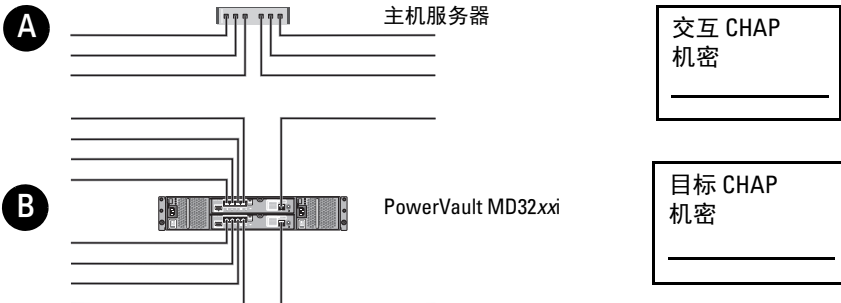 A
主机服务器
交互 CHAP
机密
B
PowerVault MD32xxi
目标 CHAP
机密